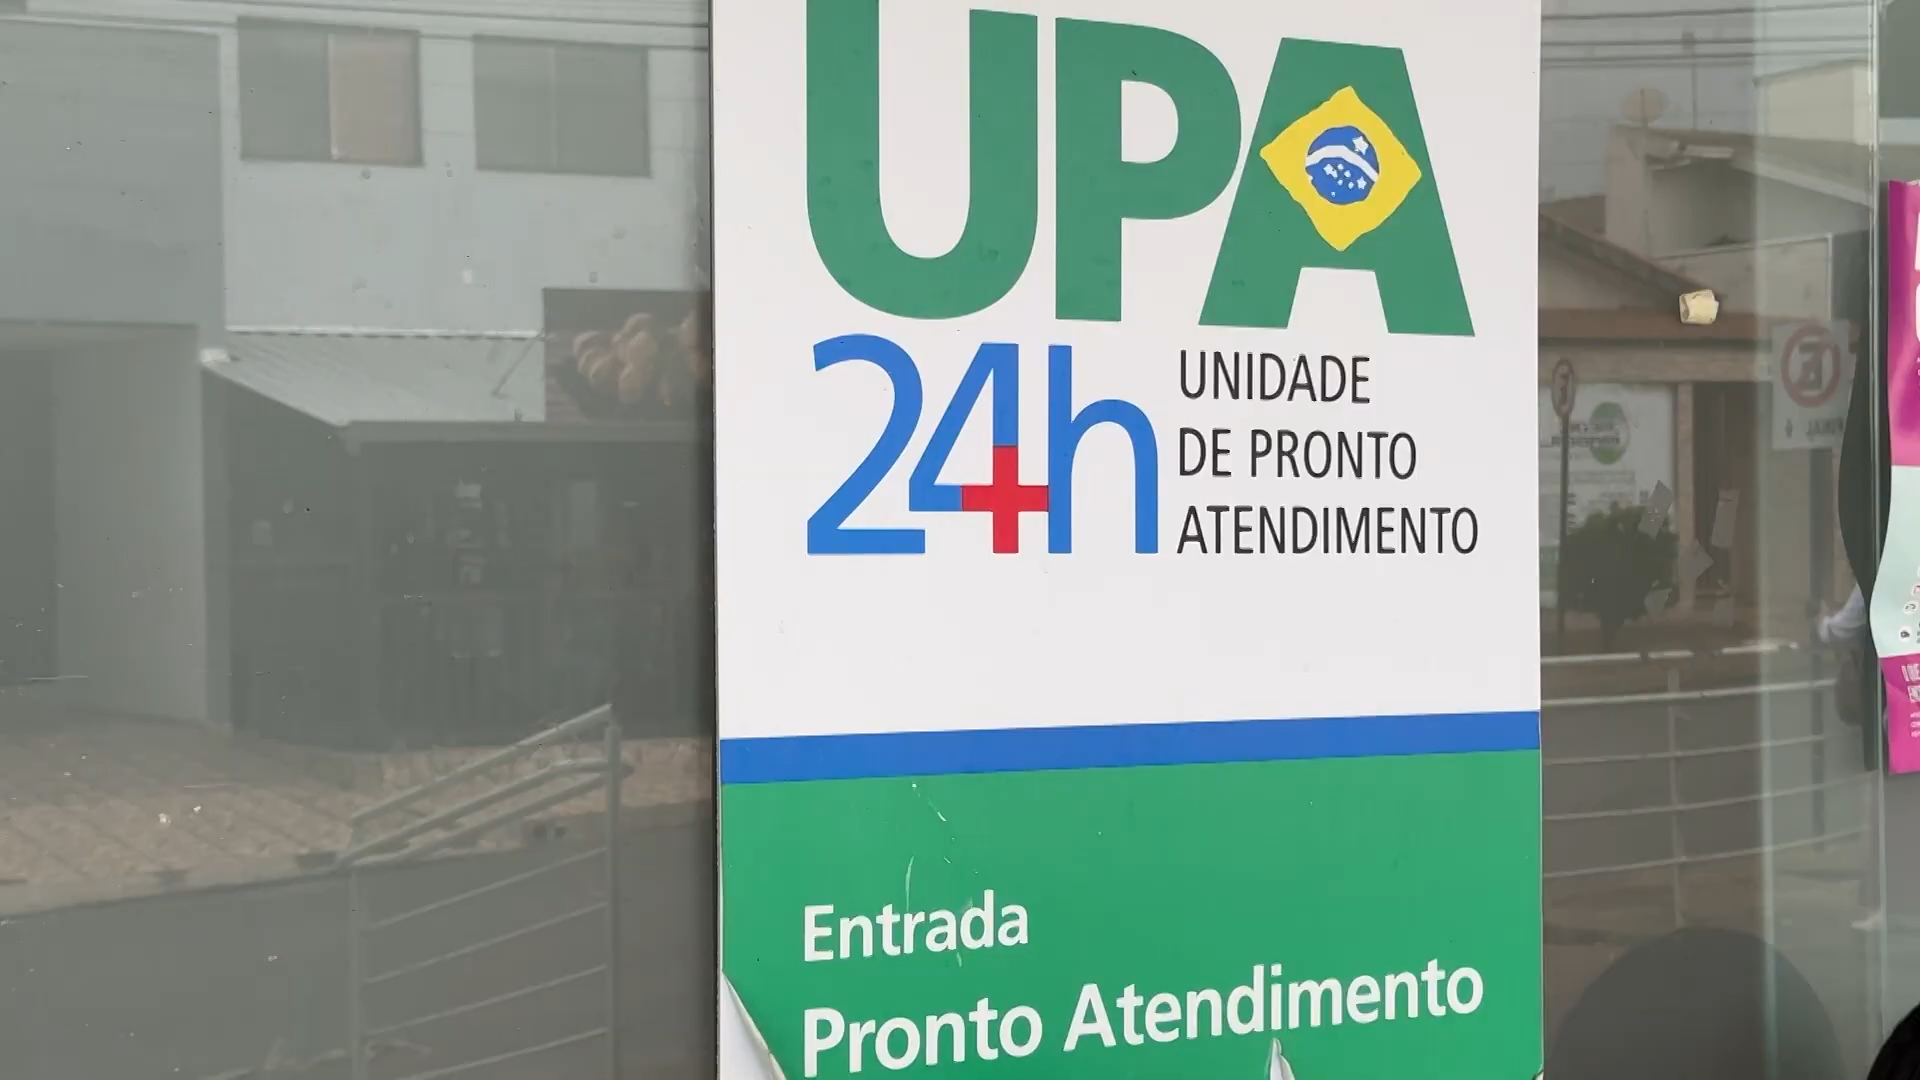 UPA
24h
UNIDADE
DE PRONTO
ATENDIMENTO
Entrada
Pronto Atendimento